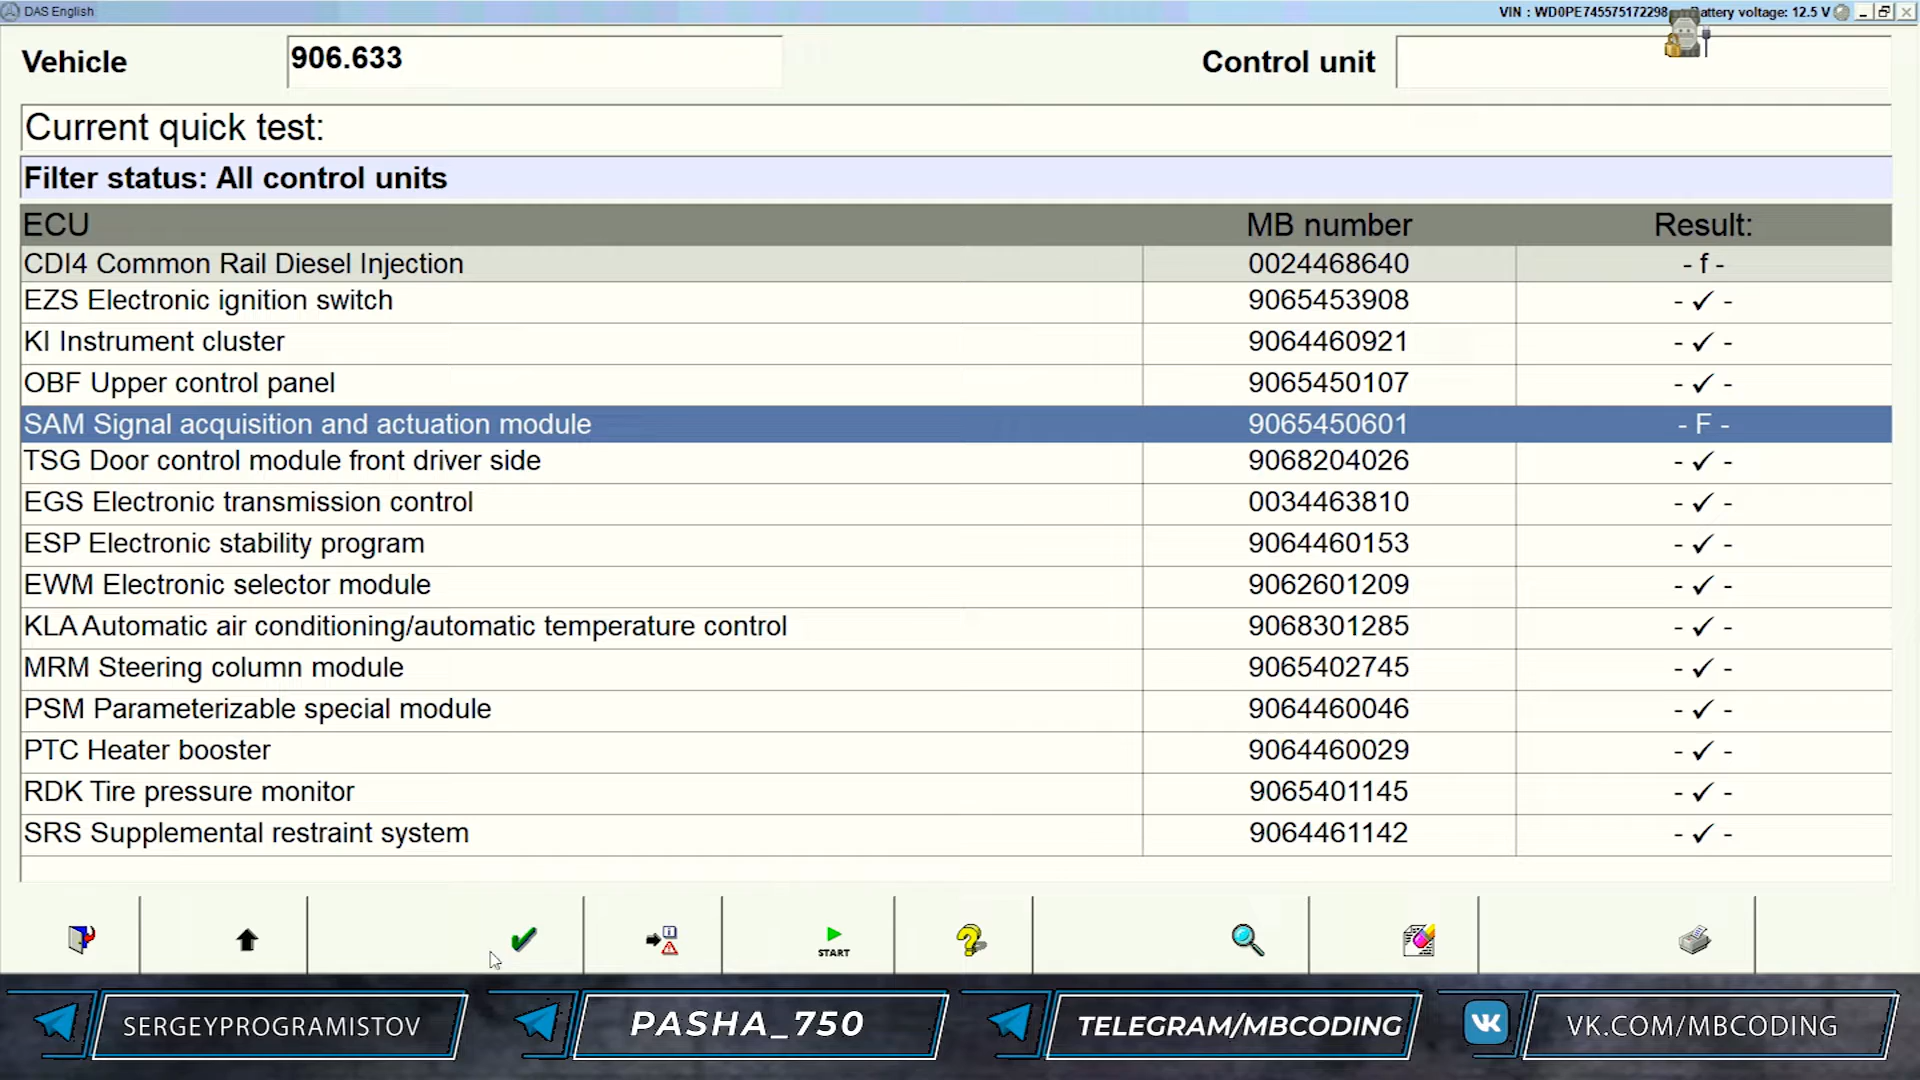 DAS English
VIN : WD0PE745575172298
attery voltage: 12.5 V
Vehicle
906.633
Control unit
Current quick test:
Filter status: All control units
ECU MB number Result:
CDI4 Common Rail Diesel Injection 0024468640 - f -
EZS Electronic ignition switch 9065453908 - ✓ -
KI Instrument cluster 9064460921 - ✓ -
OBF Upper control panel 9065450107 - ✓ -
SAM Signal acquisition and actuation module 9065450601 - F -
TSG Door control module front driver side 9068204026 - ✓ -
EGS Electronic transmission control 0034463810 - ✓ -
ESP Electronic stability program 9064460153 - ✓ -
EWM Electronic selector module 9062601209 - ✓ -
KLA Automatic air conditioning/automatic temperature control 9068301285 - ✓ -
MRM Steering column module 9065402745 - ✓ -
PSM Parameterizable special module 9064460046 - ✓ -
PTC Heater booster 9064460029 - ✓ -
RDK Tire pressure monitor 9065401145 - ✓ -
SRS Supplemental restraint system 9064461142 - ✓ -
START
SERGEYPROGRAMISTOV
PASHA_750
TELEGRAM/MBCODING
VK.COM/MBCODING